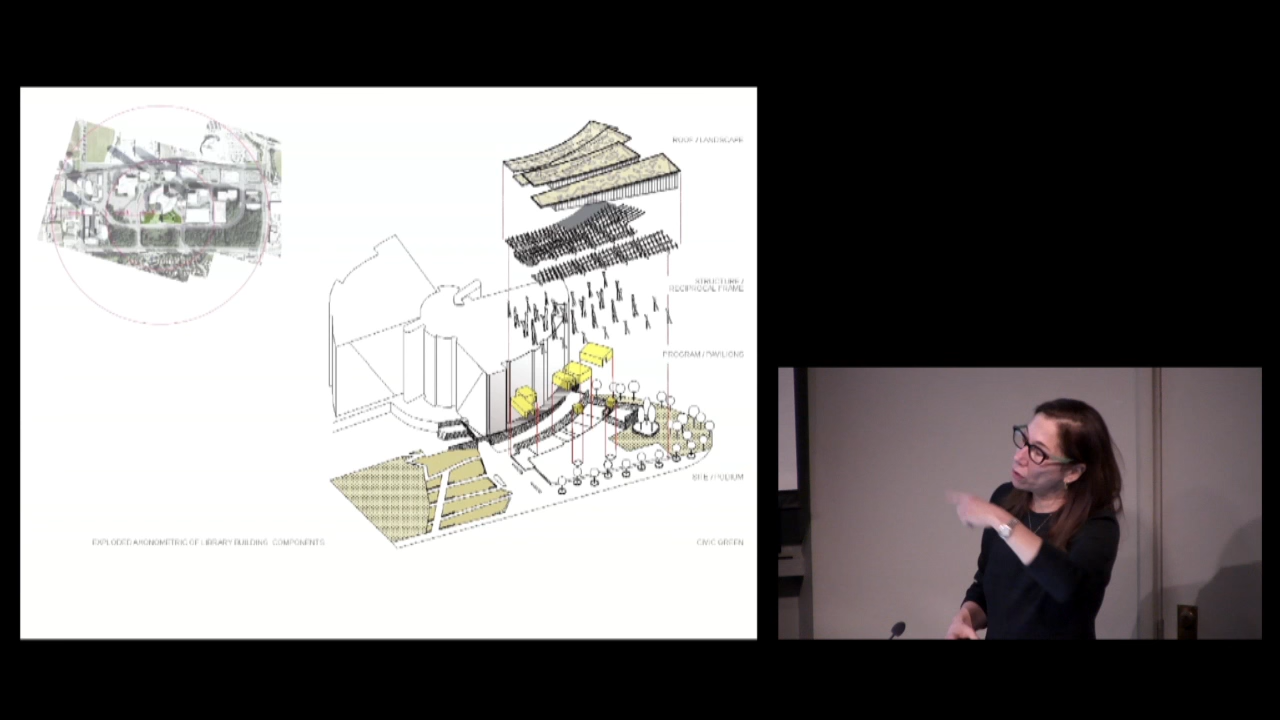 ROOF / LANDSCAPE
STRUCTURE /
RECIPROCAL FRAME
PROGRAM / PAVILIONS
SITE / PODIUM
EXPLODED AXONOMETRIC OF LIBRARY BUILDING COMPONENTS
CIVIC GREEN